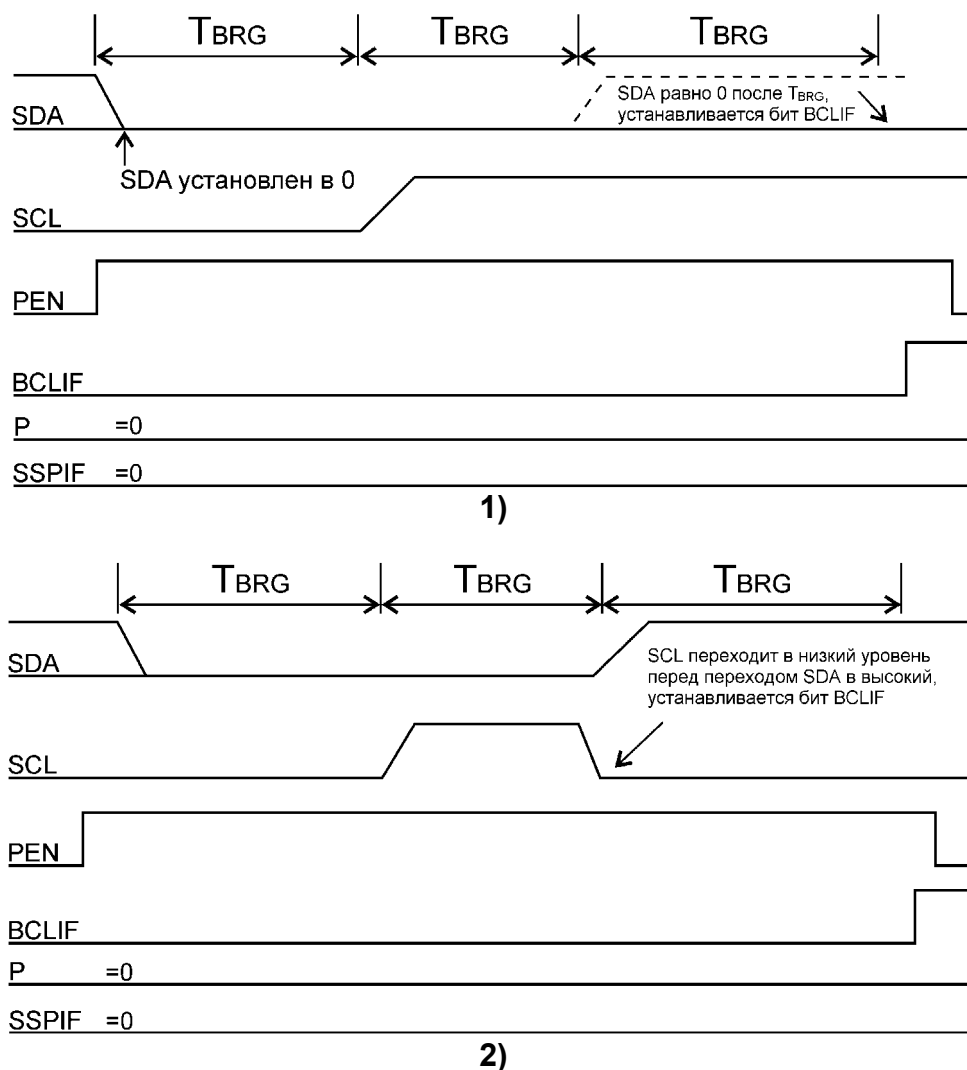 TBRG TBRG TBRG
SDA
SDA равно 0 после TBRG,
устанавливается бит BCLIF
SDA установлен в 0
SCL
PEN
BCLIF
P =0
SSPIF =0
1)
TBRG TBRG TBRG
SDA
SCL переходит в низкий уровень
перед переходом SDA в высокий,
устанавливается бит BCLIF
SCL
PEN
BCLIF
P =0
SSPIF =0
2)